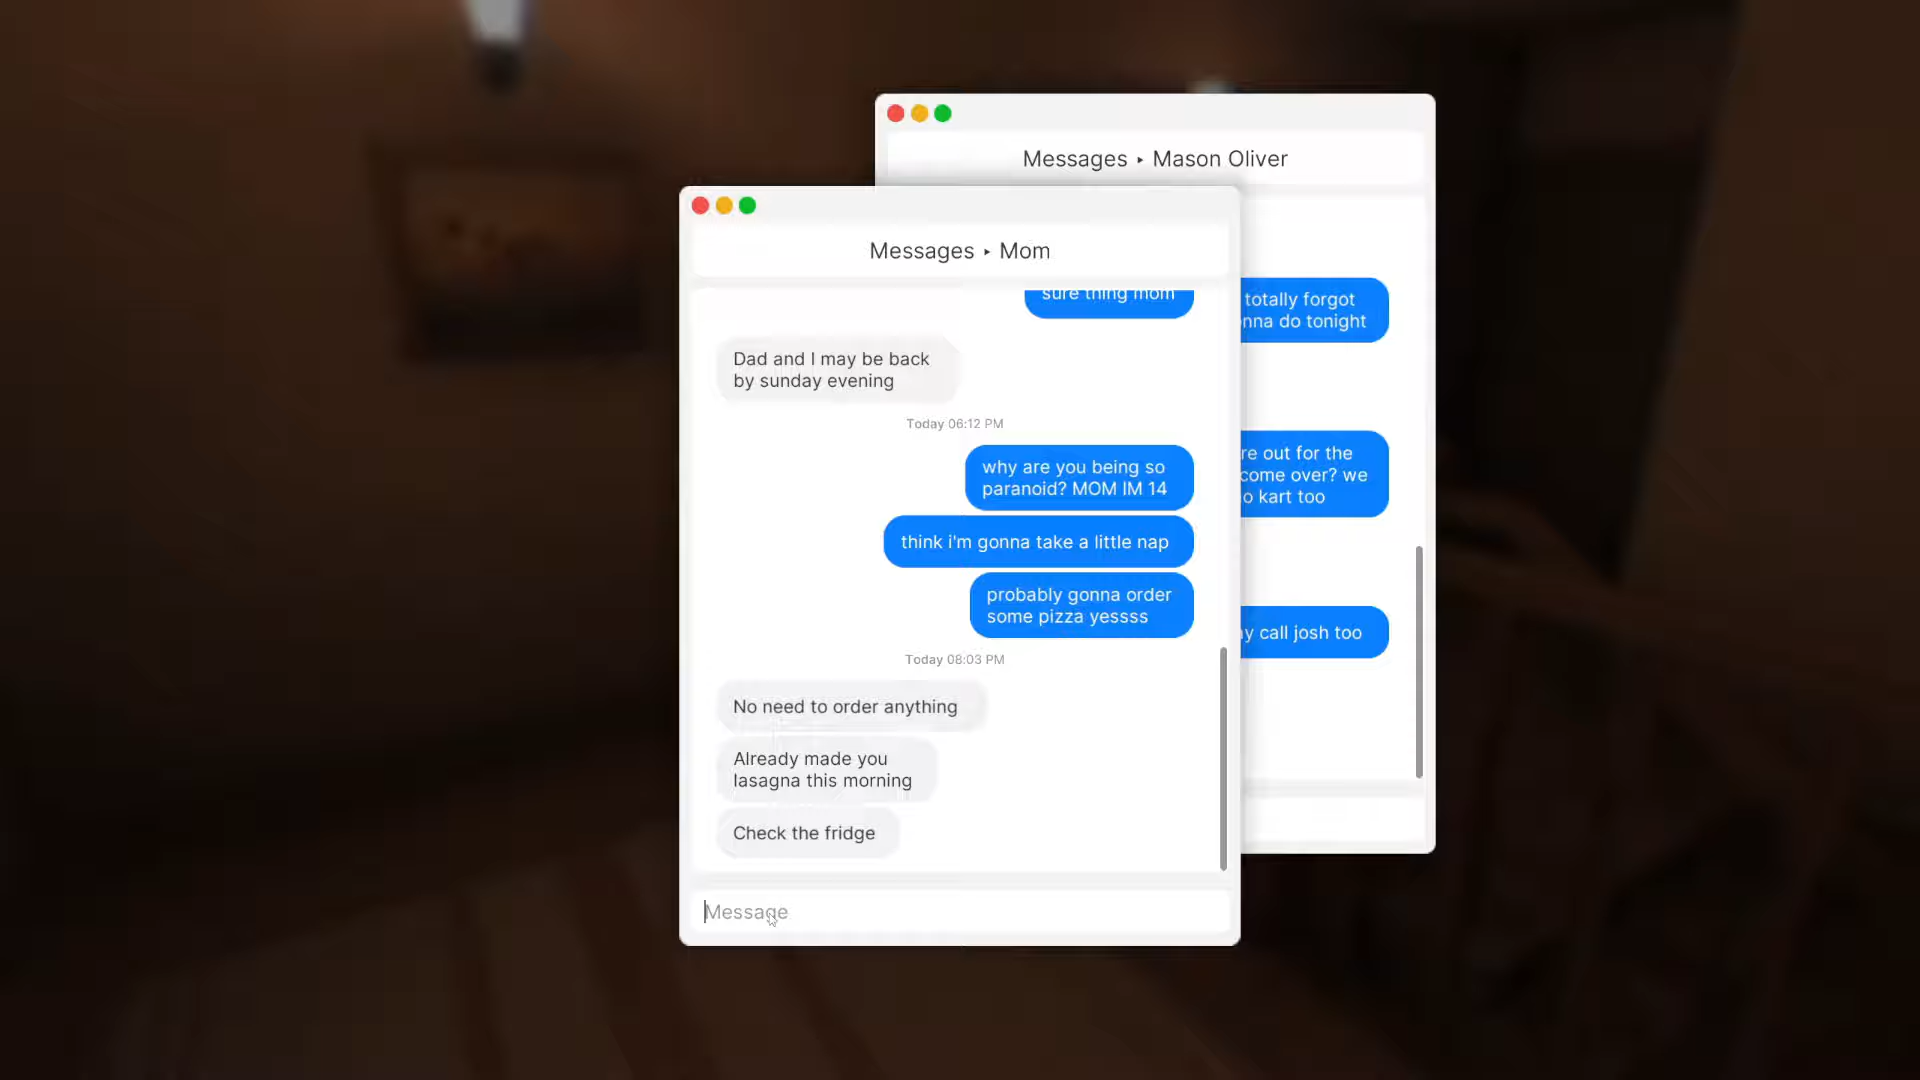 Messages ▸ Mason Oliver
totally forgot
do tonight
out for the
come over? we
kart too
call josh too
Messages ▸ Mom
sure thing mom
Dad and I may be back
by sunday evening
Today 06:12 PM
why are you being so
paranoid? MOM IM 14
think i'm gonna take a little nap
probably gonna order
some pizza yessss
Today 08:03 PM
No need to order anything
Already made you
lasagna this morning
Check the fridge
Message